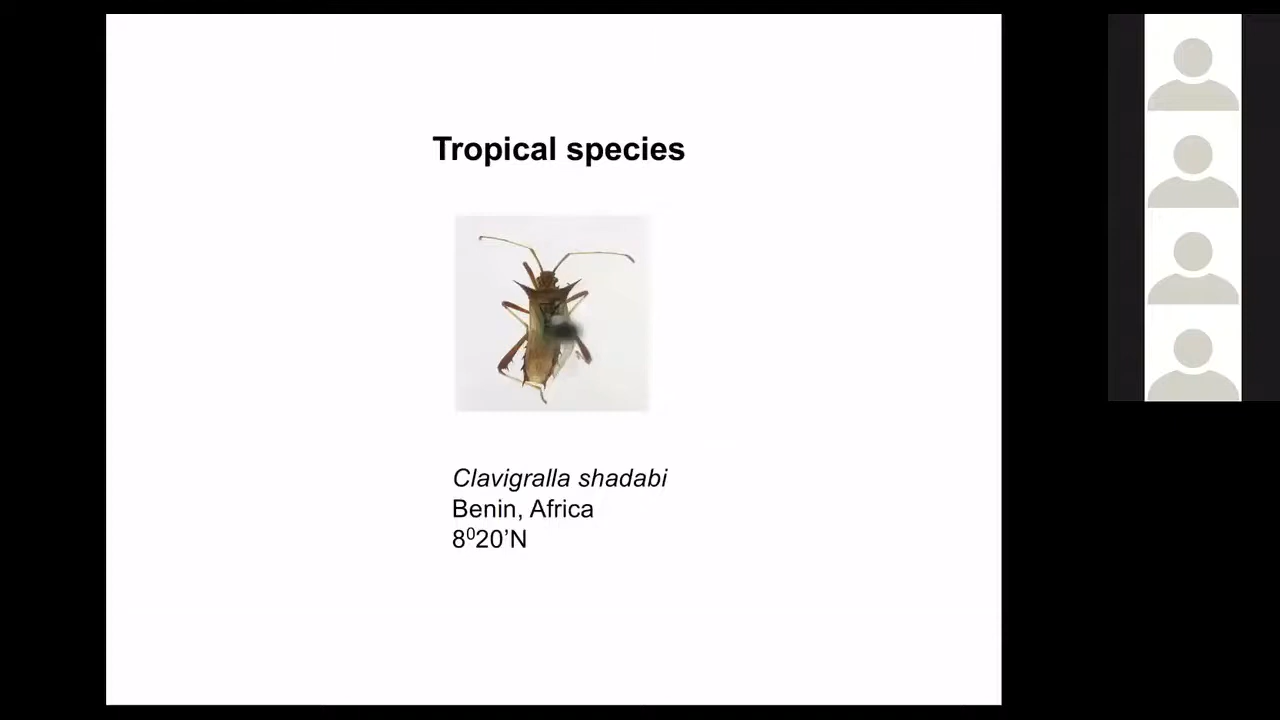 Tropical species
Clavigralla shadabi
Benin, Africa
8⁰20’N